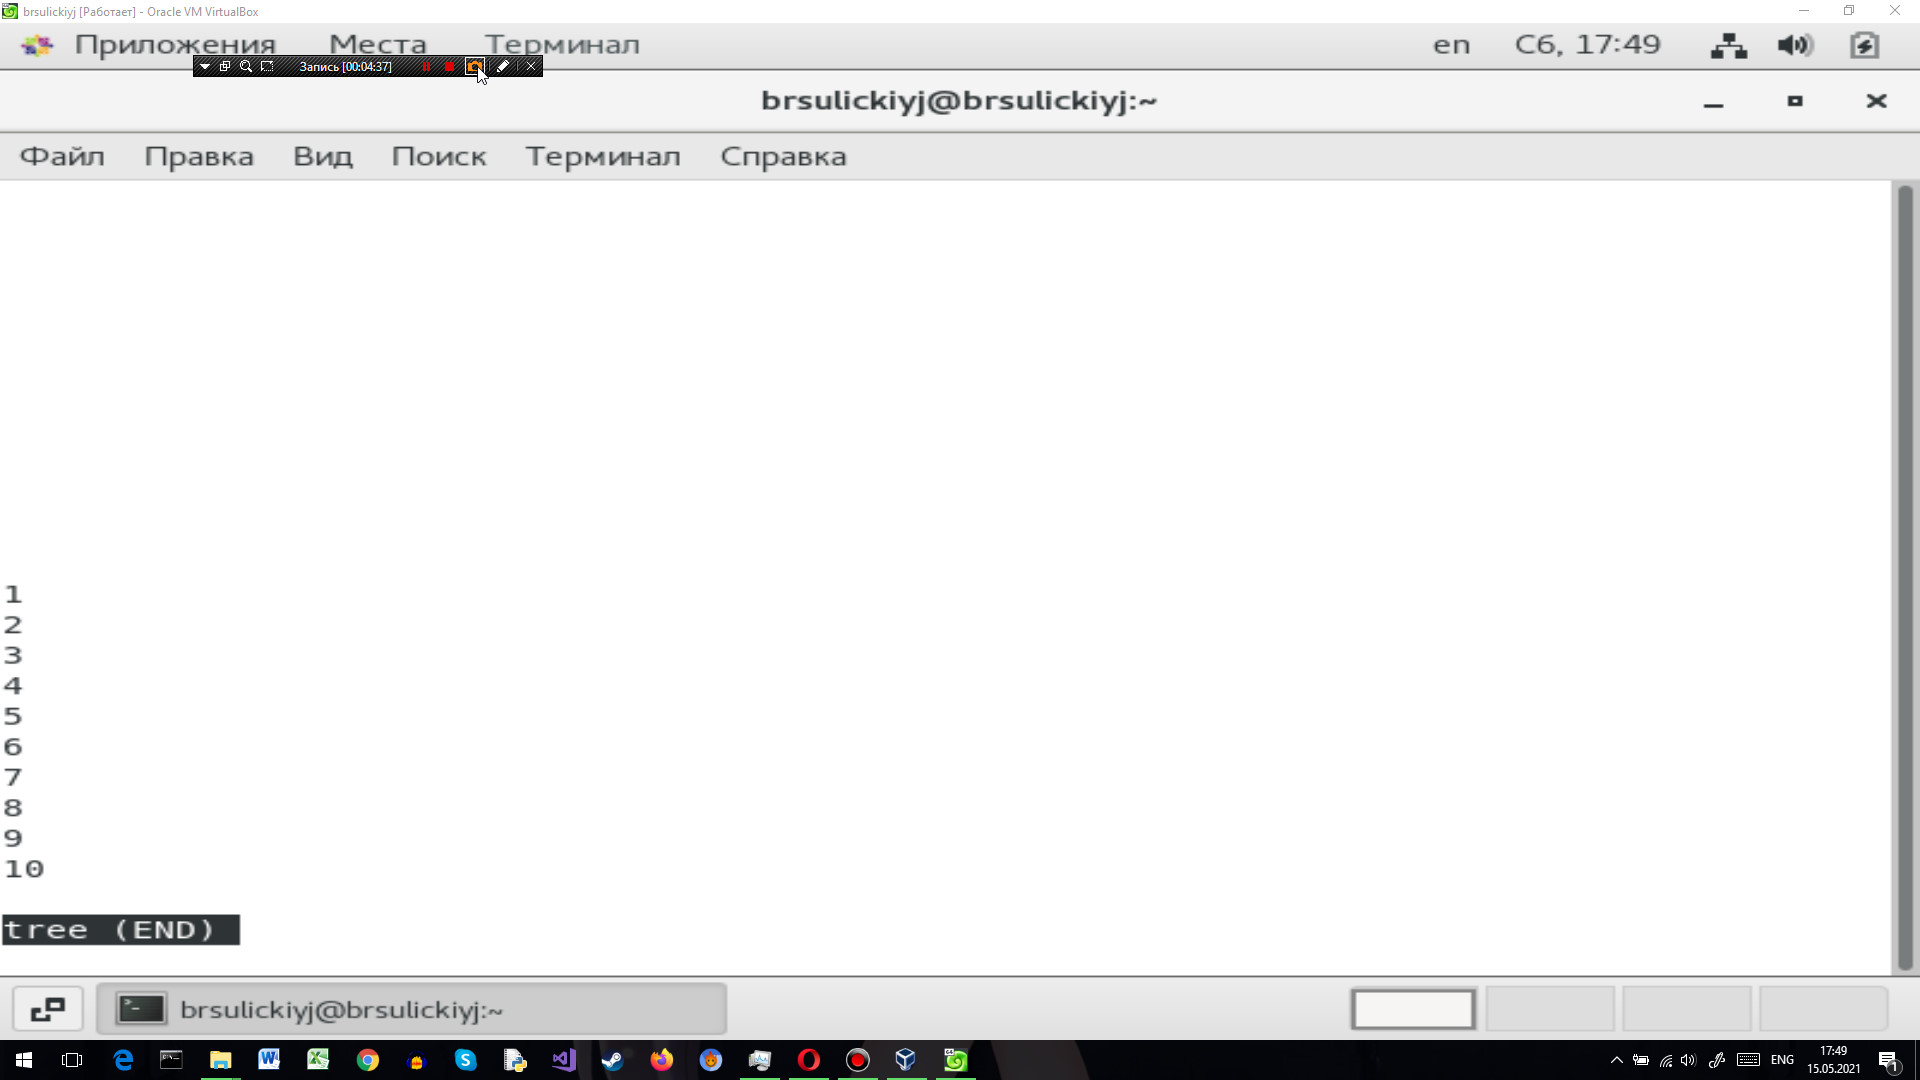 brsulickiyj [Работает] - Oracle VM VirtualBox
Приложения Места Терминал en Сб, 17:49
Запись [00:04:37]
brsulickiyj@brsulickiyj:~
Файл Правка Вид Поиск Терминал Справка
1
2
3
4
5
6
7
8
9
10
tree (END)
brsulickiyj@brsulickiyj:~
ENG 17:49
15.05.2021